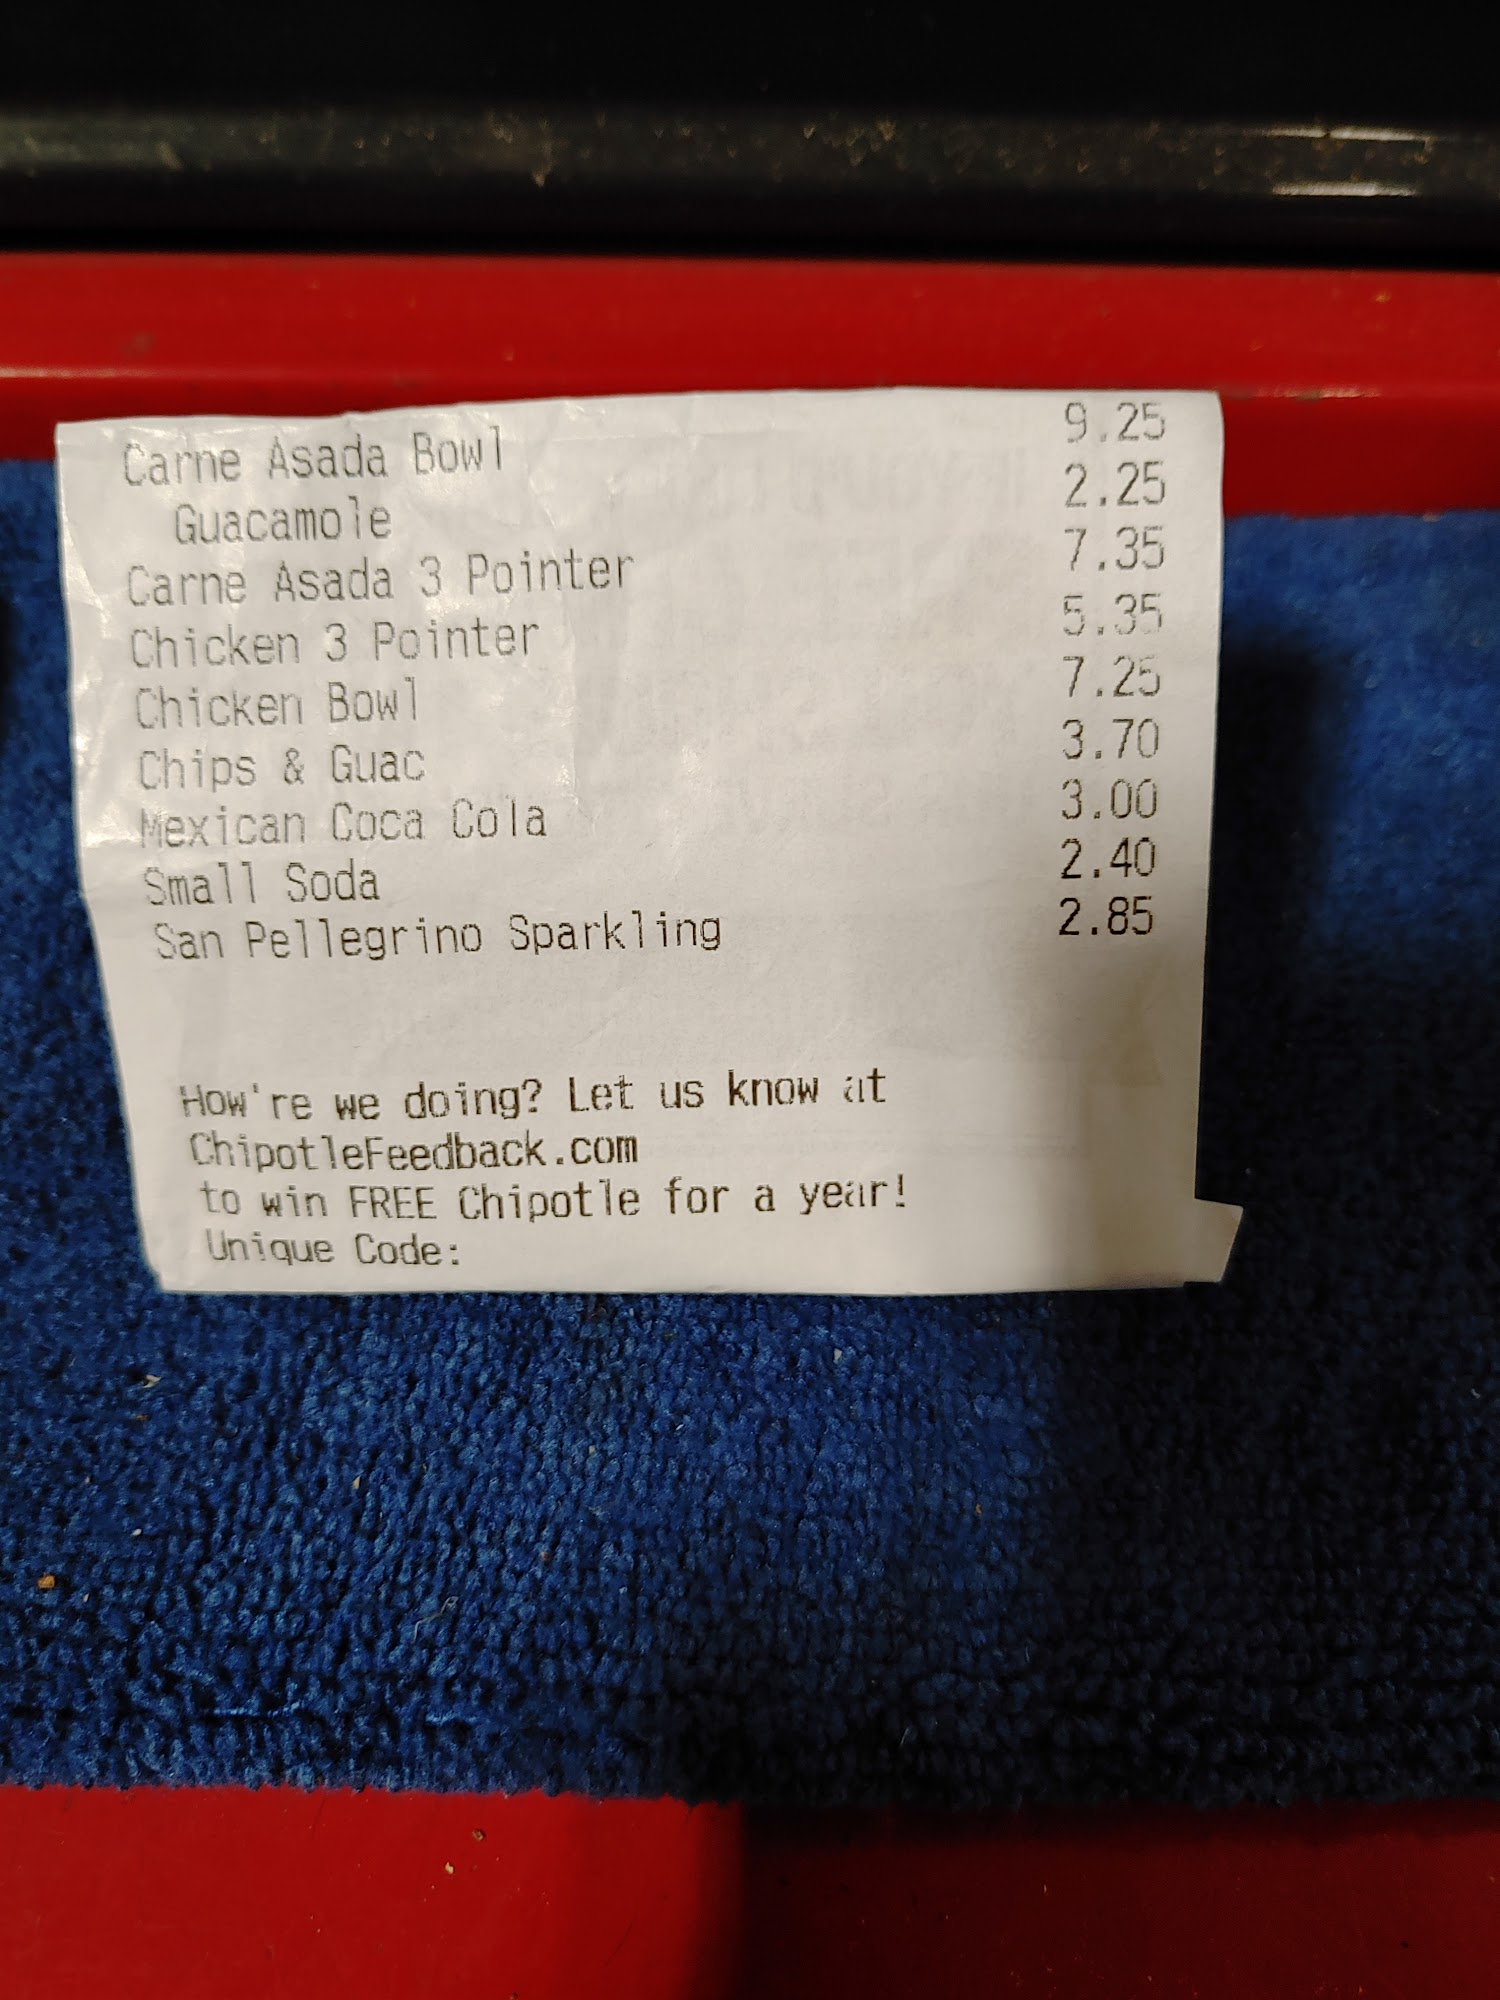 Carne Asada Bowl 9.25
Guacamole 2.25
Carne Asada 3 Pointer 7.35
Chicken 3 Pointer 5.35
Chicken Bowl 7.25
Chips & Guac 3.70
Mexican Coca Cola 3.00
Small Soda 2.40
San Pellegrino Sparkling 2.85
How're we doing? Let us know at
ChipotleFeedback.com
to win FREE Chipotle for a year!
Unique Code: